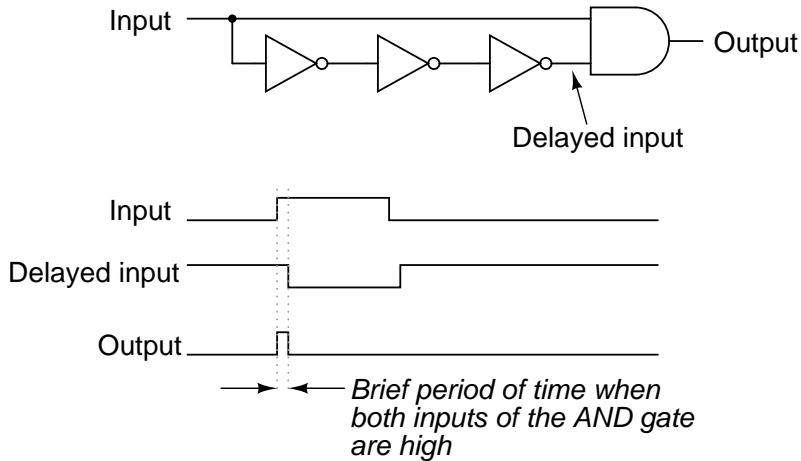 Input
Output
Delayed input
Input
Delayed input
Output
Brief period of time when
both inputs of the AND gate
are high